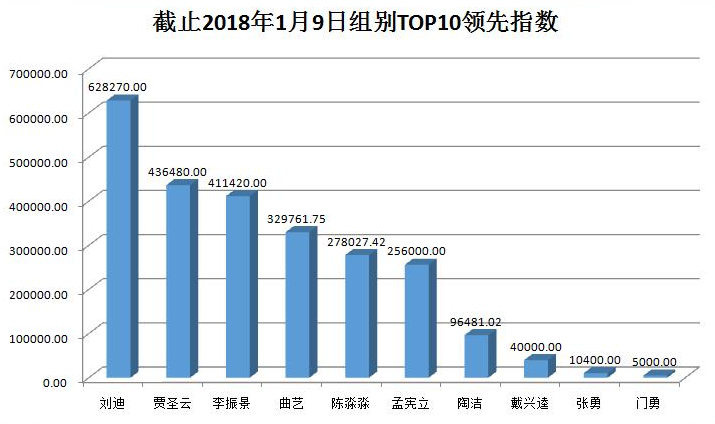 截止2018年1月9日组别TOP10领先指数
700000.00
600000.00
500000.00
400000.00
300000.00
200000.00
100000.00
0.00
628270.00
436480.00
411420.00
329761.75
278027.42
256000.00
96481.02
40000.00
10400.00
5000.00
刘迪
贾圣云
李振景
曲艺
陈淼淼
孟宪立
陶洁
戴兴逵
张勇
门勇